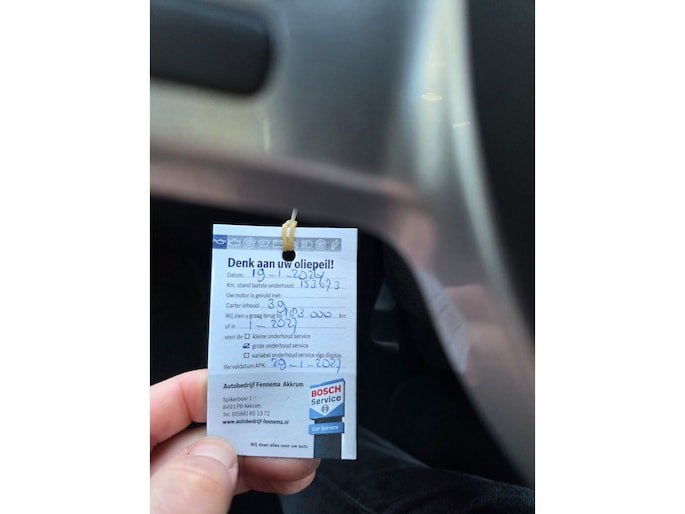 Denk aan uw oliepeil!
Datum: 19-1-2024
Km. stand laatste onderhoud: 153673
Uw motor is gevuld met:
Carter inhoud: 3.9
Wij zien u graag terug bij 183 000 km
of in 1-2027
voor de kleine onderhoud service
grote onderhoud service
variabel onderhoud service vlgs display
Vervaldatum APK: 29-1-2027
Autobedrijf Fennema Akkrum
Spikerboor 1
8491 PB Akkrum
Tel. (0566) 65 13 72
www.autobedrijf-fennema.nl
BOSCH
Service
Car Service
Wij doen alles voor uw auto